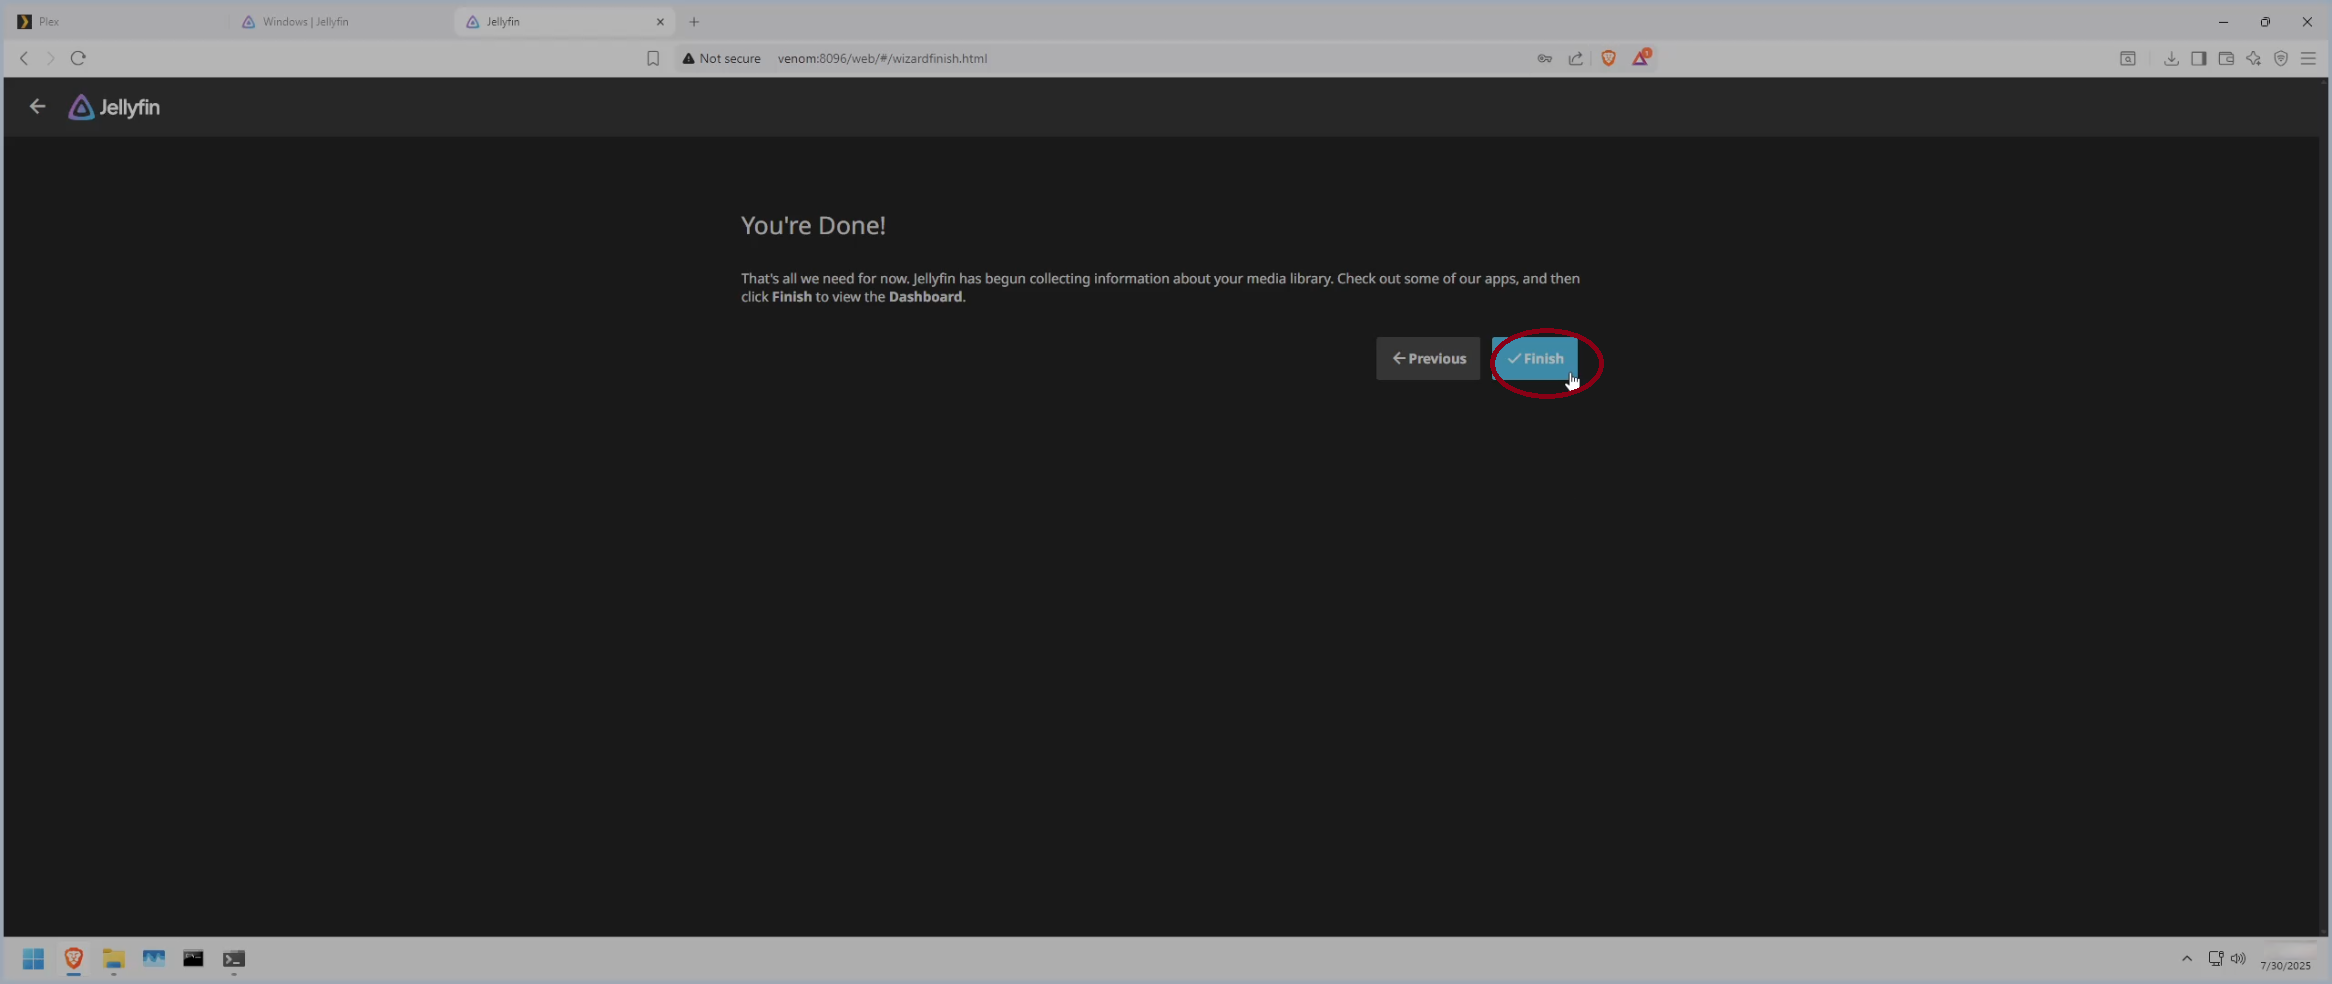 Plex
Windows | Jellyfin
Jellyfin
Not secure venom:8096/web/#/wizardfinish.html
1
Jellyfin
You're Done!
That's all we need for now. Jellyfin has begun collecting information about your media library. Check out some of our apps, and then
click Finish to view the Dashboard.
Previous
Finish
7/30/2025